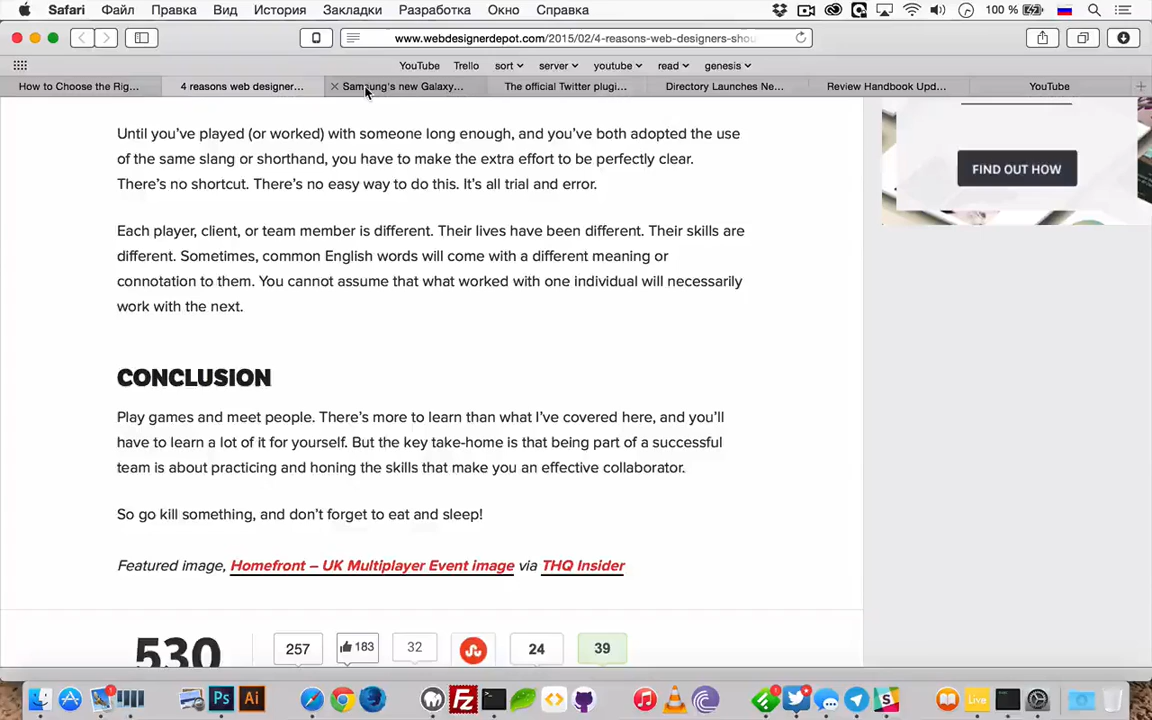 Safari Файл Правка Вид История Закладки Разработка Окно Справка 100 %
www.webdesignerdepot.com/2015/02/4-reasons-web-designers-shou
YouTube Trello sort server youtube read genesis
How to Choose the Rig... 4 reasons web designer... Samsung's new Galaxy... The official Twitter plugi... Directory Launches Ne... Review Handbook Upd... YouTube
Until you've played (or worked) with someone long enough, and you've both adopted the use
of the same slang or shorthand, you have to make the extra effort to be perfectly clear.
There's no shortcut. There's no easy way to do this. It's all trial and error.
FIND OUT HOW
Each player, client, or team member is different. Their lives have been different. Their skills are
different. Sometimes, common English words will come with a different meaning or
connotation to them. You cannot assume that what worked with one individual will necessarily
work with the next.
CONCLUSION
Play games and meet people. There's more to learn than what I've covered here, and you'll
have to learn a lot of it for yourself. But the key take-home is that being part of a successful
team is about practicing and honing the skills that make you an effective collaborator.
So go kill something, and don't forget to eat and sleep!
Featured image, Homefront – UK Multiplayer Event image via THQ Insider
530 257 183 32 24 39
Ps Ai Fz Live S